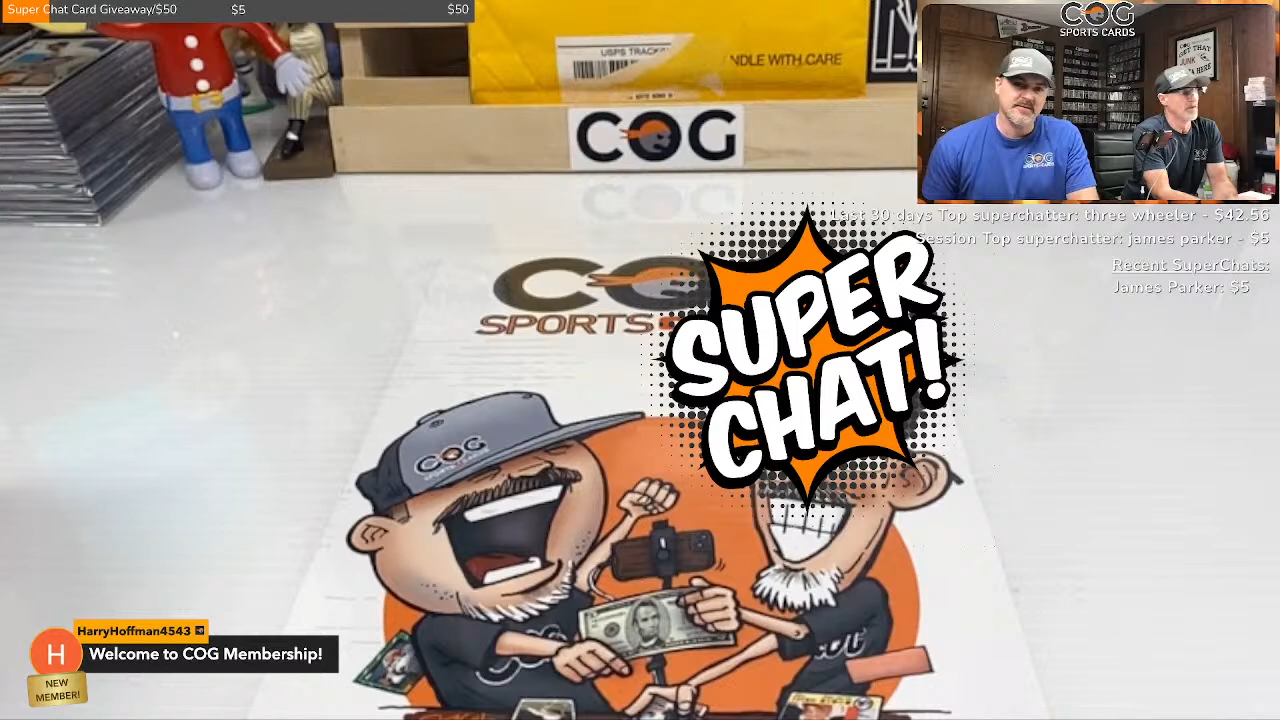 Super Chat Card Giveaway/$50 $5 $50
USPS TRACK
NDLE WITH CARE
COG
COG
SPORTS CARDS
Last 30 days Top superchatter: three wheeler - $42.56
Session Top superchatter: james parker - $5
Recent SuperChats:
James Parker: $5
COG
SPORTS
SUPER
CHAT!
COG
HarryHoffman4543
H
Welcome to COG Membership!
NEW
MEMBER!